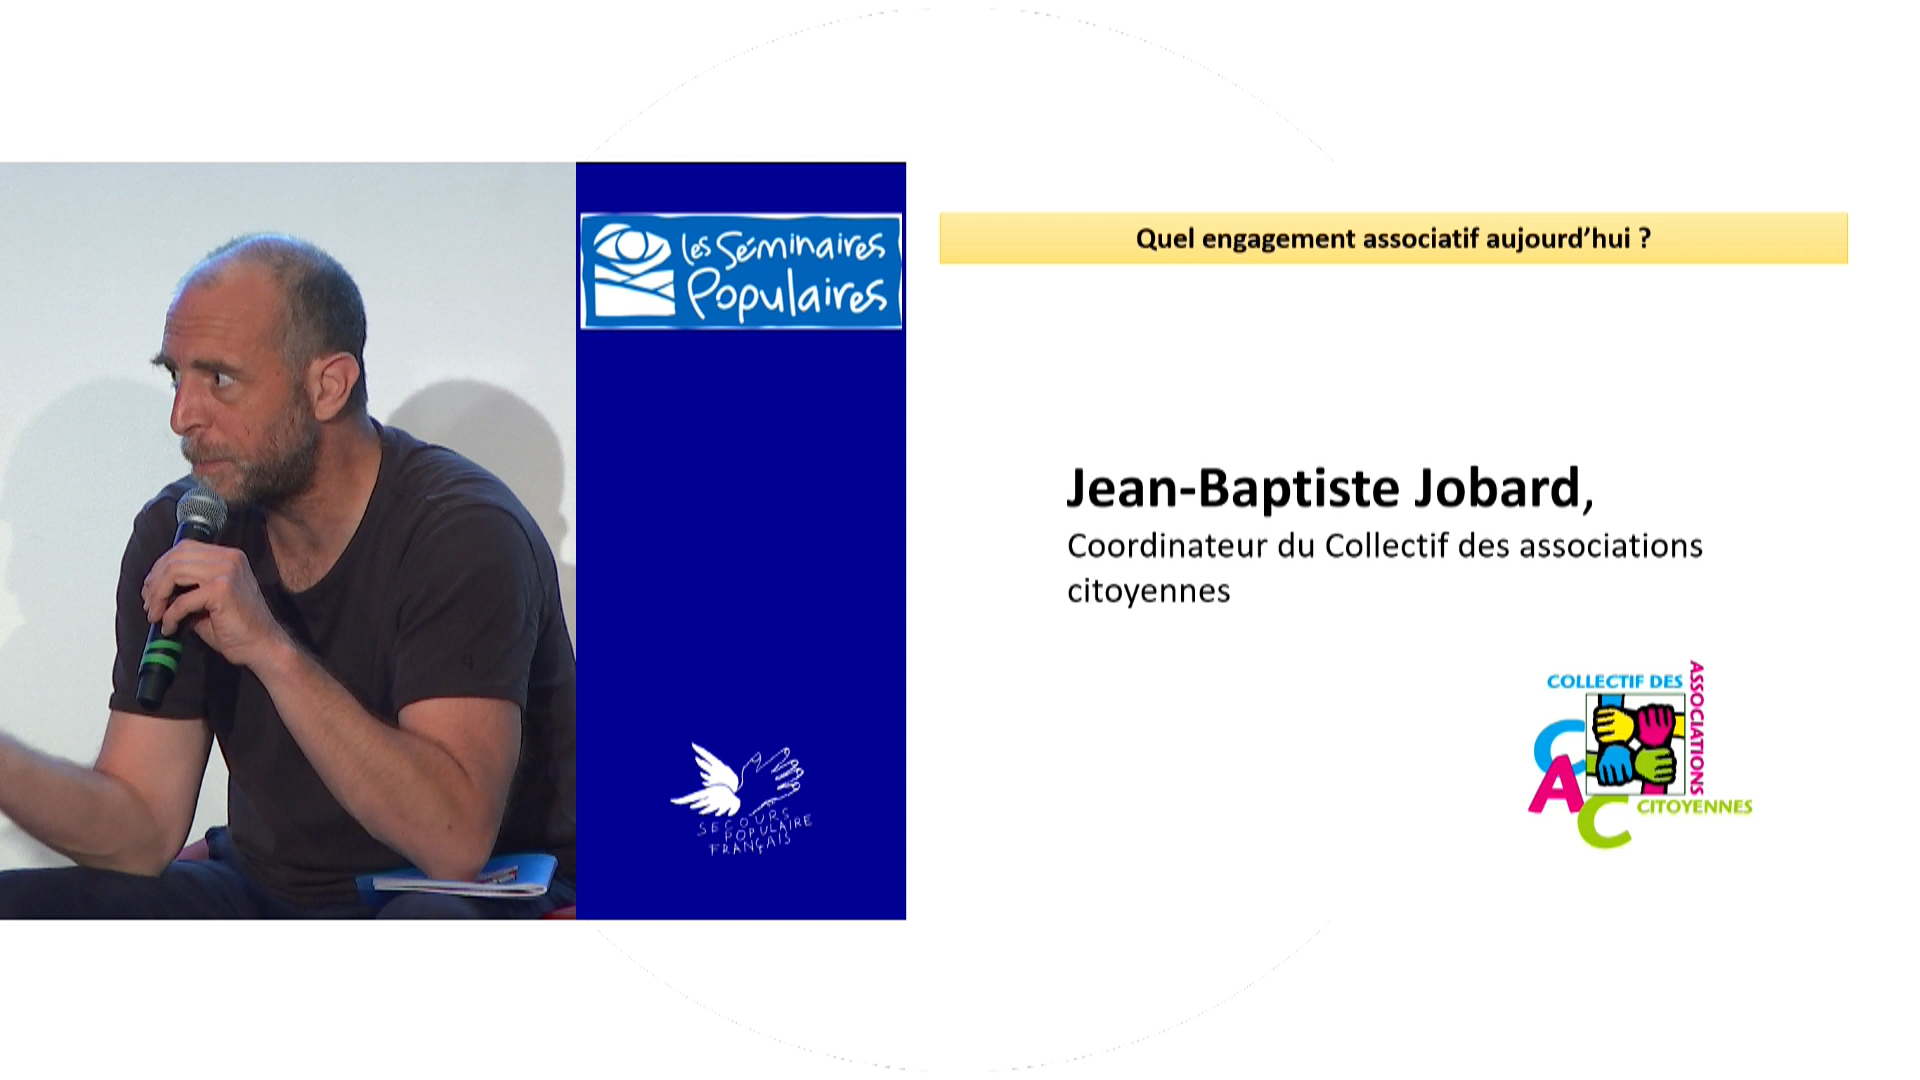 les Séminaires
Populaires
SECOURS
POPULAIRE
FRANÇAIS
Quel engagement associatif aujourd’hui ?
Jean-Baptiste Jobard,
Coordinateur du Collectif des associations
citoyennes
COLLECTIF DES
ASSOCIATIONS
CITOYENNES
CAC